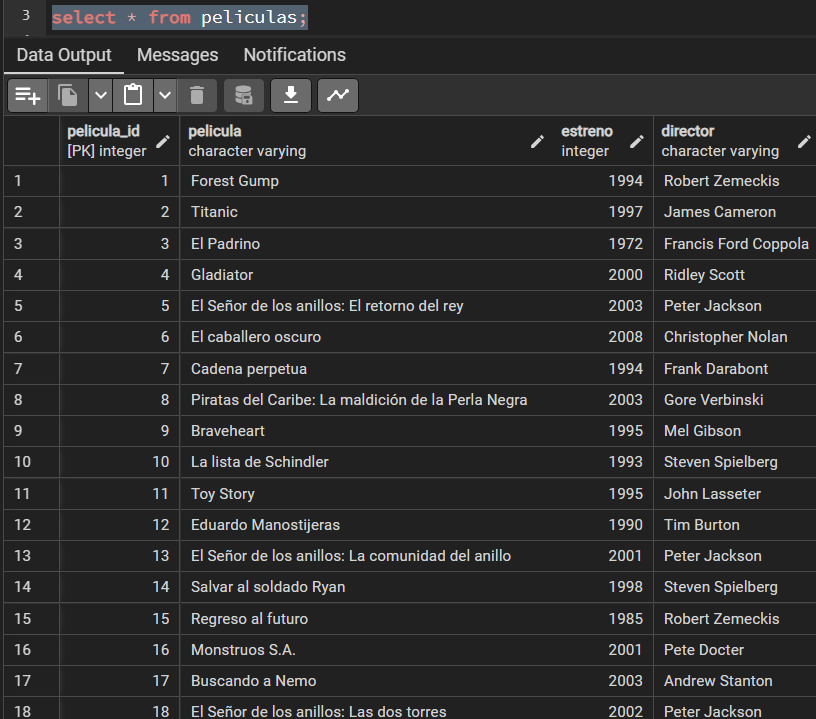 3 select * from peliculas;
Data Output Messages Notifications
pelicula_id pelicula estreno director
[PK] integer character varying integer character varying
1 1 Forest Gump 1994 Robert Zemeckis
2 2 Titanic 1997 James Cameron
3 3 El Padrino 1972 Francis Ford Coppola
4 4 Gladiator 2000 Ridley Scott
5 5 El Señor de los anillos: El retorno del rey 2003 Peter Jackson
6 6 El caballero oscuro 2008 Christopher Nolan
7 7 Cadena perpetua 1994 Frank Darabont
8 8 Piratas del Caribe: La maldición de la Perla Negra 2003 Gore Verbinski
9 9 Braveheart 1995 Mel Gibson
10 10 La lista de Schindler 1993 Steven Spielberg
11 11 Toy Story 1995 John Lasseter
12 12 Eduardo Manostijeras 1990 Tim Burton
13 13 El Señor de los anillos: La comunidad del anillo 2001 Peter Jackson
14 14 Salvar al soldado Ryan 1998 Steven Spielberg
15 15 Regreso al futuro 1985 Robert Zemeckis
16 16 Monstruos S.A. 2001 Pete Docter
17 17 Buscando a Nemo 2003 Andrew Stanton
18 18 El Señor de los anillos: Las dos torres 2002 Peter Jackson